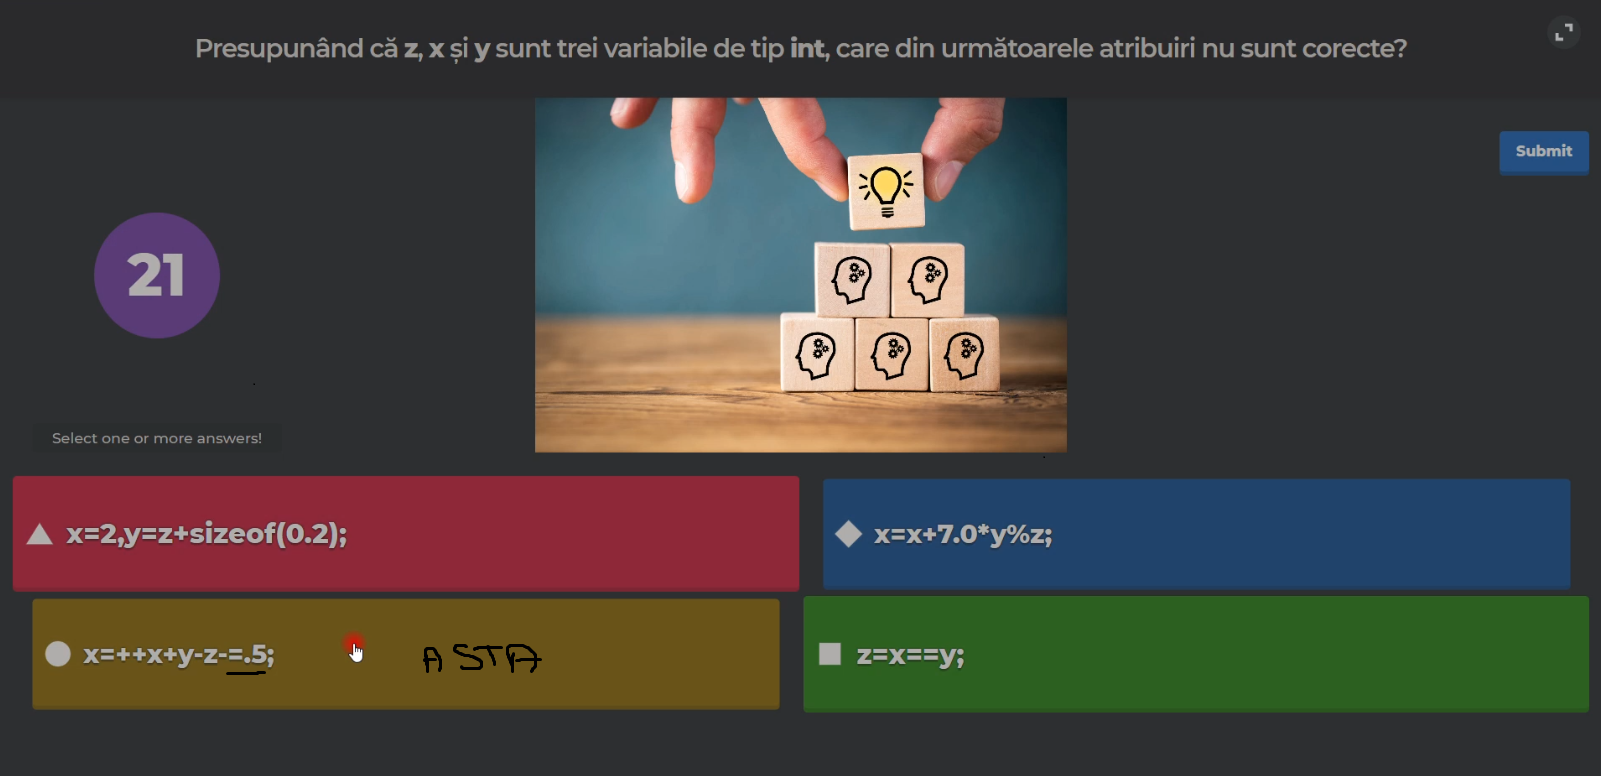 Presupunând că z, x și y sunt trei variabile de tip int, care din următoarele atribuiri nu sunt corecte?
Submit
21
Select one or more answers!
x=2,y=z+sizeof(0.2);
x=x+7.0*y%z;
x=++x+y-z-=.5;
ASTA
z=x==y;